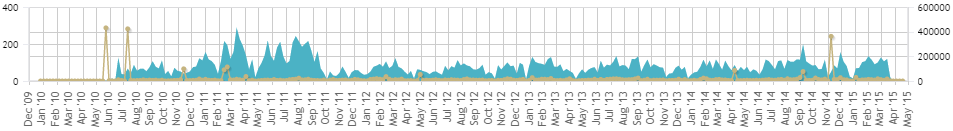 400
200
0
600000
400000
200000
0
Dec '09
Jan '10
Feb '10
Mar '10
Apr '10
May '10
Jun '10
Jul '10
Aug '10
Sep '10
Oct '10
Nov '10
Dec '10
Jan '11
Feb '11
Mar '11
Apr '11
May '11
Jun '11
Jul '11
Aug '11
Sep '11
Oct '11
Nov '11
Dec '11
Jan '12
Feb '12
Mar '12
Apr '12
May '12
Jun '12
Jul '12
Aug '12
Sep '12
Oct '12
Nov '12
Dec '12
Jan '13
Feb '13
Mar '13
Apr '13
May '13
Jun '13
Jul '13
Aug '13
Sep '13
Oct '13
Nov '13
Dec '13
Jan '14
Feb '14
Mar '14
Apr '14
May '14
Jun '14
Jul '14
Aug '14
Sep '14
Oct '14
Nov '14
Dec '14
Jan '15
Feb '15
Mar '15
Apr '15
May '15